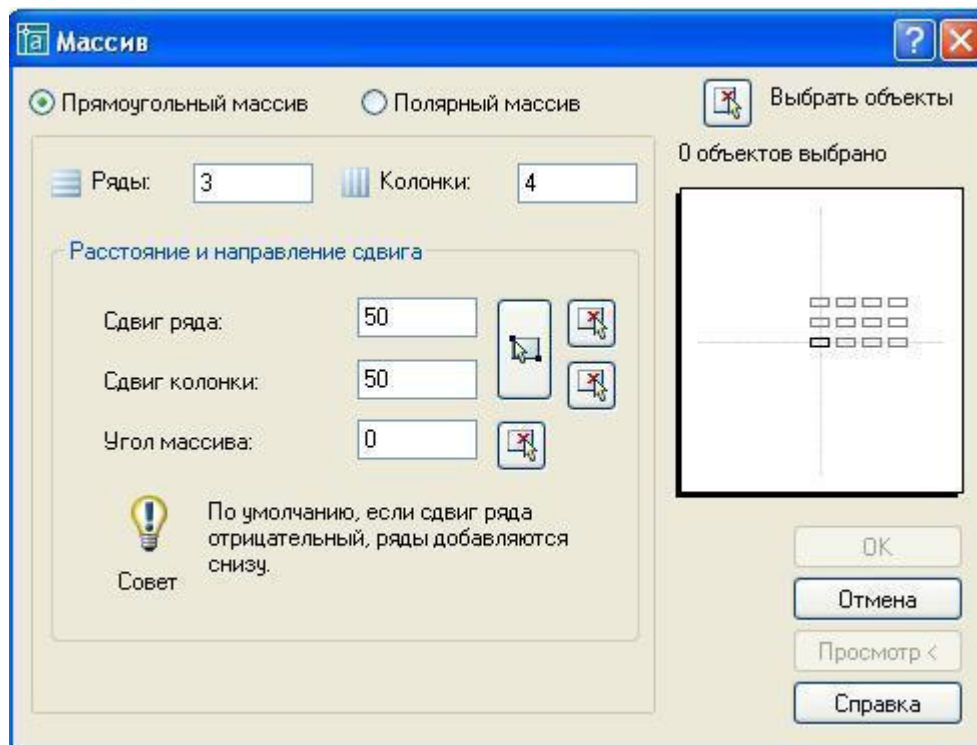 Массив
Прямоугольный массив
Полярный массив
Выбрать объекты
0 объектов выбрано
Ряды: 3
Колонки: 4
Расстояние и направление сдвига
Сдвиг ряда: 50
Сдвиг колонки: 50
Угол массива: 0
По умолчанию, если сдвиг ряда
отрицательный, ряды добавляются
снизу.
Совет
OK
Отмена
Просмотр <
Справка